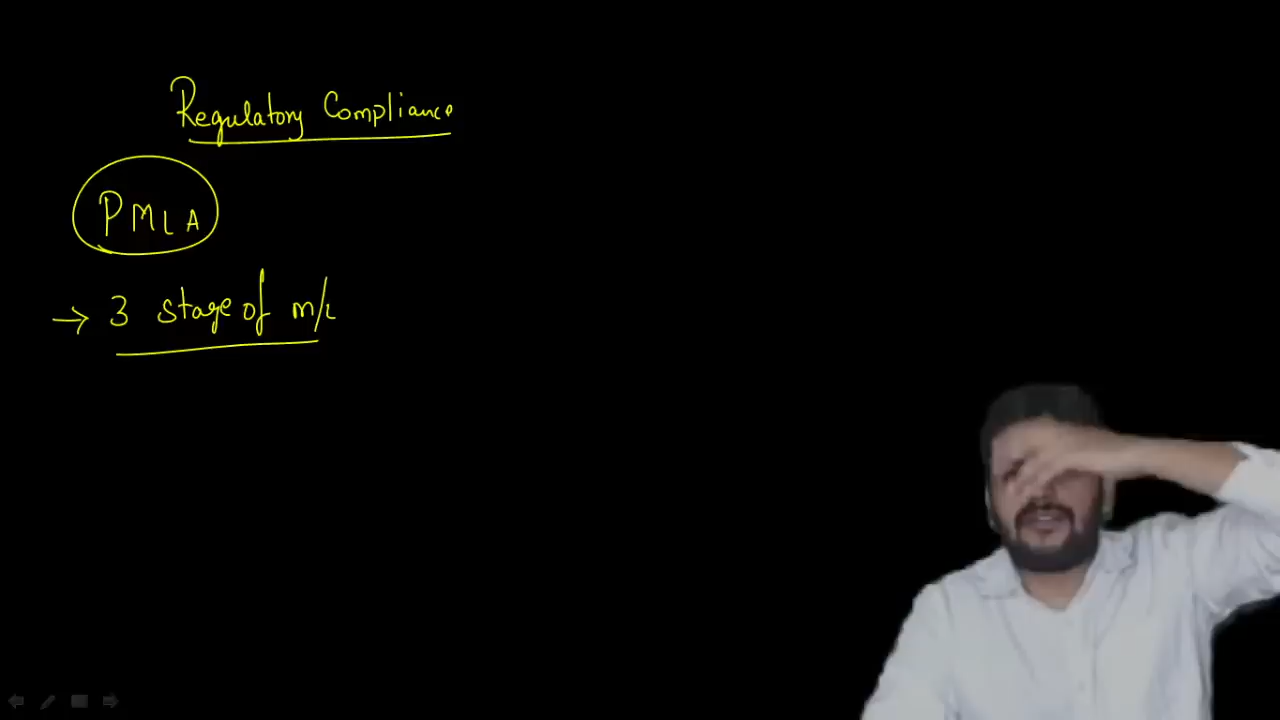 Regulatory Compliance
PMLA
→ 3 stage of m/L